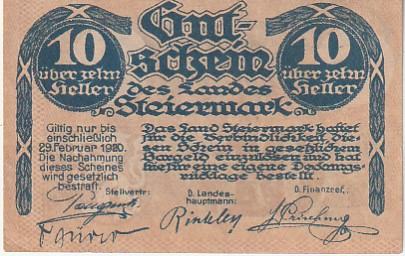 Gut-
schein
10
über zehn
Heller
10
über zehn
Heller
des Landes
Steiermark
Giltig nur bis
einschließlich
29. Februar 1920.
Die Nachahmung
dieses Scheines
wird gesetzlich
bestraft.
Das Land Steiermark haftet
für die Verbindlichkeit die-
sen Schein in gesetzlichem
Bargeld einzulösen und hat
hiefür eine eigene Deckungs-
rücklage bestellt.
Stellvertr.:
D. Landes-
hauptmann:
D. Finanzref.:
Rintelen